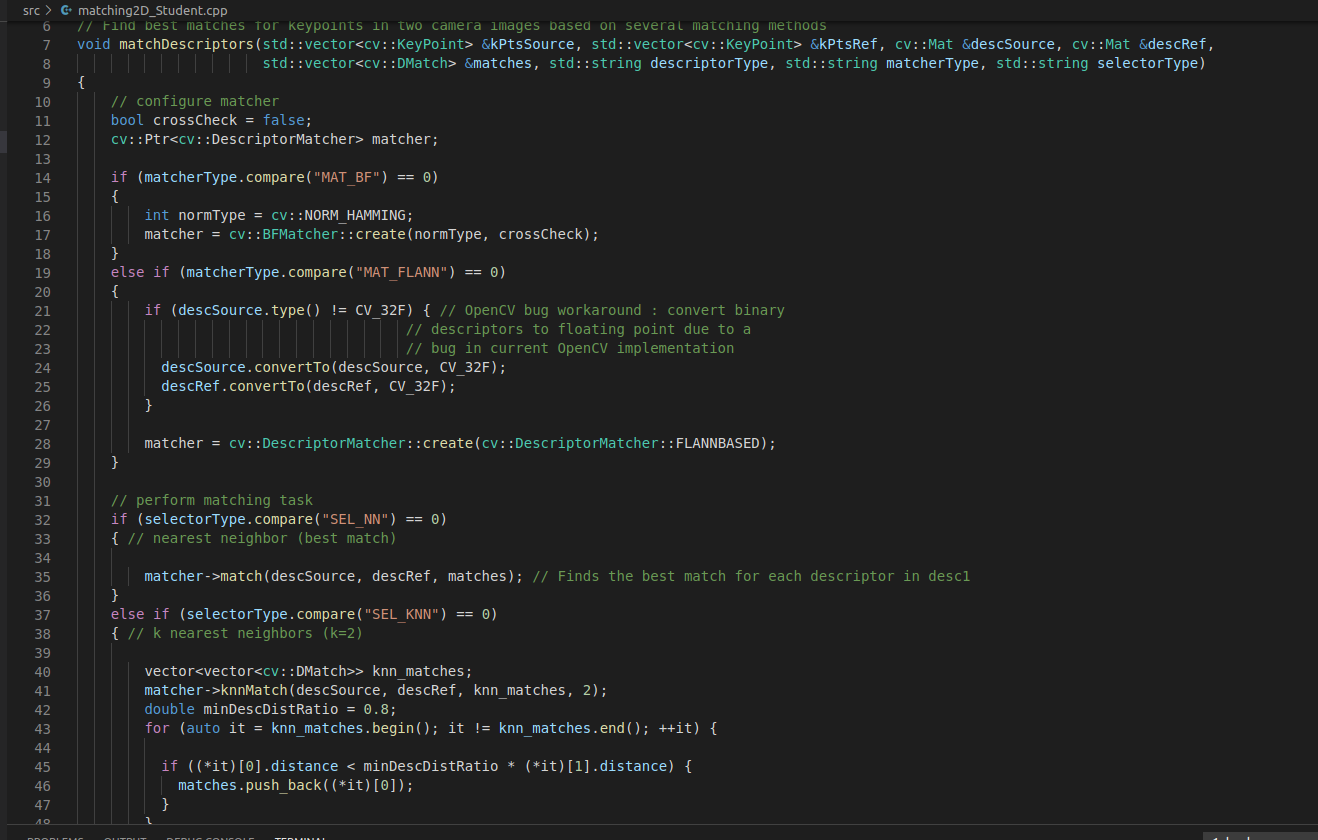 src > matching2D_Student.cpp
6 // Find best matches for keypoints in two camera images based on several matching methods
7 void matchDescriptors(std::vector<cv::KeyPoint> &kPtsSource, std::vector<cv::KeyPoint> &kPtsRef, cv::Mat &descSource, cv::Mat &descRef,
8 std::vector<cv::DMatch> &matches, std::string descriptorType, std::string matcherType, std::string selectorType)
9 {
10 // configure matcher
11 bool crossCheck = false;
12 cv::Ptr<cv::DescriptorMatcher> matcher;
13
14 if (matcherType.compare("MAT_BF") == 0)
15 {
16 int normType = cv::NORM_HAMMING;
17 matcher = cv::BFMatcher::create(normType, crossCheck);
18 }
19 else if (matcherType.compare("MAT_FLANN") == 0)
20 {
21 if (descSource.type() != CV_32F) { // OpenCV bug workaround : convert binary
22 // descriptors to floating point due to a
23 // bug in current OpenCV implementation
24 descSource.convertTo(descSource, CV_32F);
25 descRef.convertTo(descRef, CV_32F);
26 }
27
28 matcher = cv::DescriptorMatcher::create(cv::DescriptorMatcher::FLANNBASED);
29 }
30
31 // perform matching task
32 if (selectorType.compare("SEL_NN") == 0)
33 { // nearest neighbor (best match)
34
35 matcher->match(descSource, descRef, matches); // Finds the best match for each descriptor in desc1
36 }
37 else if (selectorType.compare("SEL_KNN") == 0)
38 { // k nearest neighbors (k=2)
39
40 vector<vector<cv::DMatch>> knn_matches;
41 matcher->knnMatch(descSource, descRef, knn_matches, 2);
42 double minDescDistRatio = 0.8;
43 for (auto it = knn_matches.begin(); it != knn_matches.end(); ++it) {
44
45 if ((*it)[0].distance < minDescDistRatio * (*it)[1].distance) {
46 matches.push_back((*it)[0]);
47 }
48 }
PROBLEMS OUTPUT DEBUG CONSOLE TERMINAL